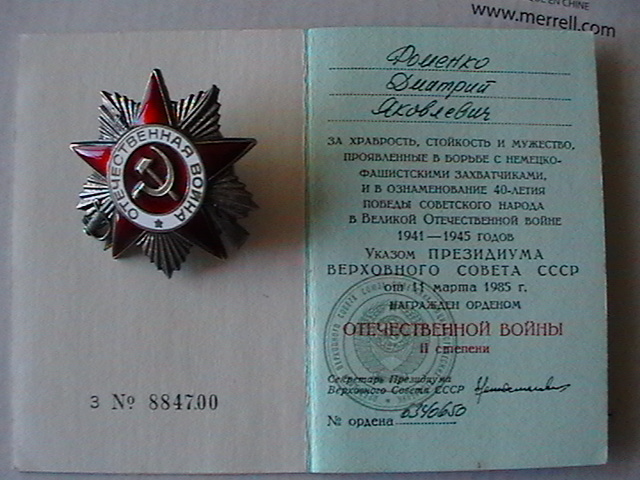 EN CHINE
www.merrell.com
ОТЕЧЕСТВЕННАЯ ВОЙНА
З № 884700
Фоменко
Дмитрий
Яковлевич
ЗА ХРАБРОСТЬ, СТОЙКОСТЬ И МУЖЕСТВО,
ПРОЯВЛЕННЫЕ В БОРЬБЕ С НЕМЕЦКО-
ФАШИСТСКИМИ ЗАХВАТЧИКАМИ,
И В ОЗНАМЕНОВАНИЕ 40-ЛЕТИЯ
ПОБЕДЫ СОВЕТСКОГО НАРОДА
В ВЕЛИКОЙ ОТЕЧЕСТВЕННОЙ ВОЙНЕ
1941—1945 ГОДОВ
УКАЗОМ ПРЕЗИДИУМА
ВЕРХОВНОГО СОВЕТА СССР
от 11 марта 1985 г.
НАГРАЖДЕН ОРДЕНОМ
ОТЕЧЕСТВЕННОЙ ВОЙНЫ
II степени
Секретарь Президиума
Верховного Совета СССР
№ ордена 6346650